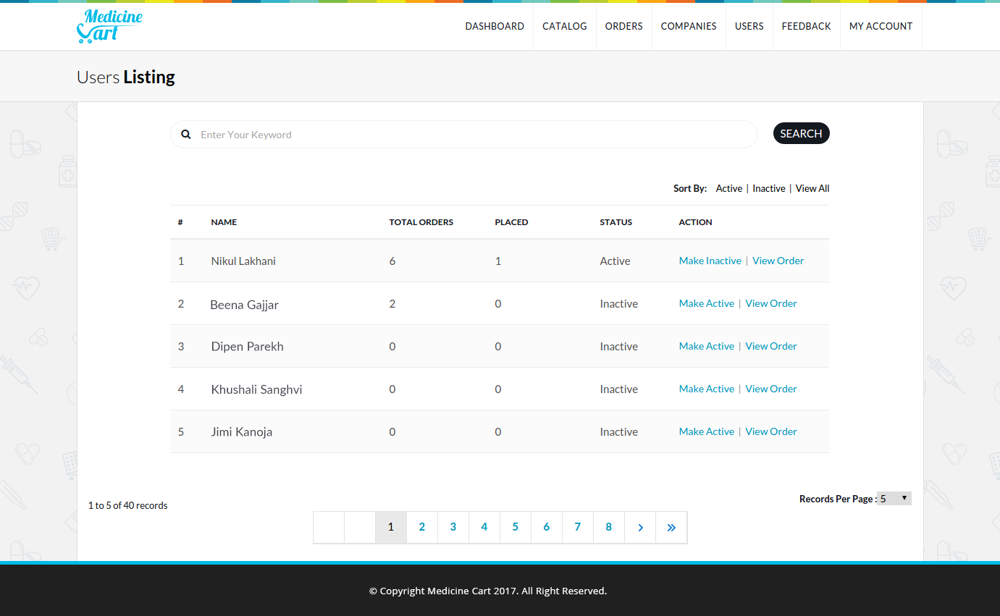 Medicine
Cart
DASHBOARD CATALOG ORDERS COMPANIES USERS FEEDBACK MY ACCOUNT
Users Listing
Enter Your Keyword SEARCH
Sort By: Active | Inactive | View All
# NAME TOTAL ORDERS PLACED STATUS ACTION
1 Nikul Lakhani 6 1 Active Make Inactive | View Order
2 Beena Gajjar 2 0 Inactive Make Active | View Order
3 Dipen Parekh 0 0 Inactive Make Active | View Order
4 Khushali Sanghvi 0 0 Inactive Make Active | View Order
5 Jimi Kanoja 0 0 Inactive Make Active | View Order
1 to 5 of 40 records Records Per Page : 5
1 2 3 4 5 6 7 8 › »
© Copyright Medicine Cart 2017. All Right Reserved.